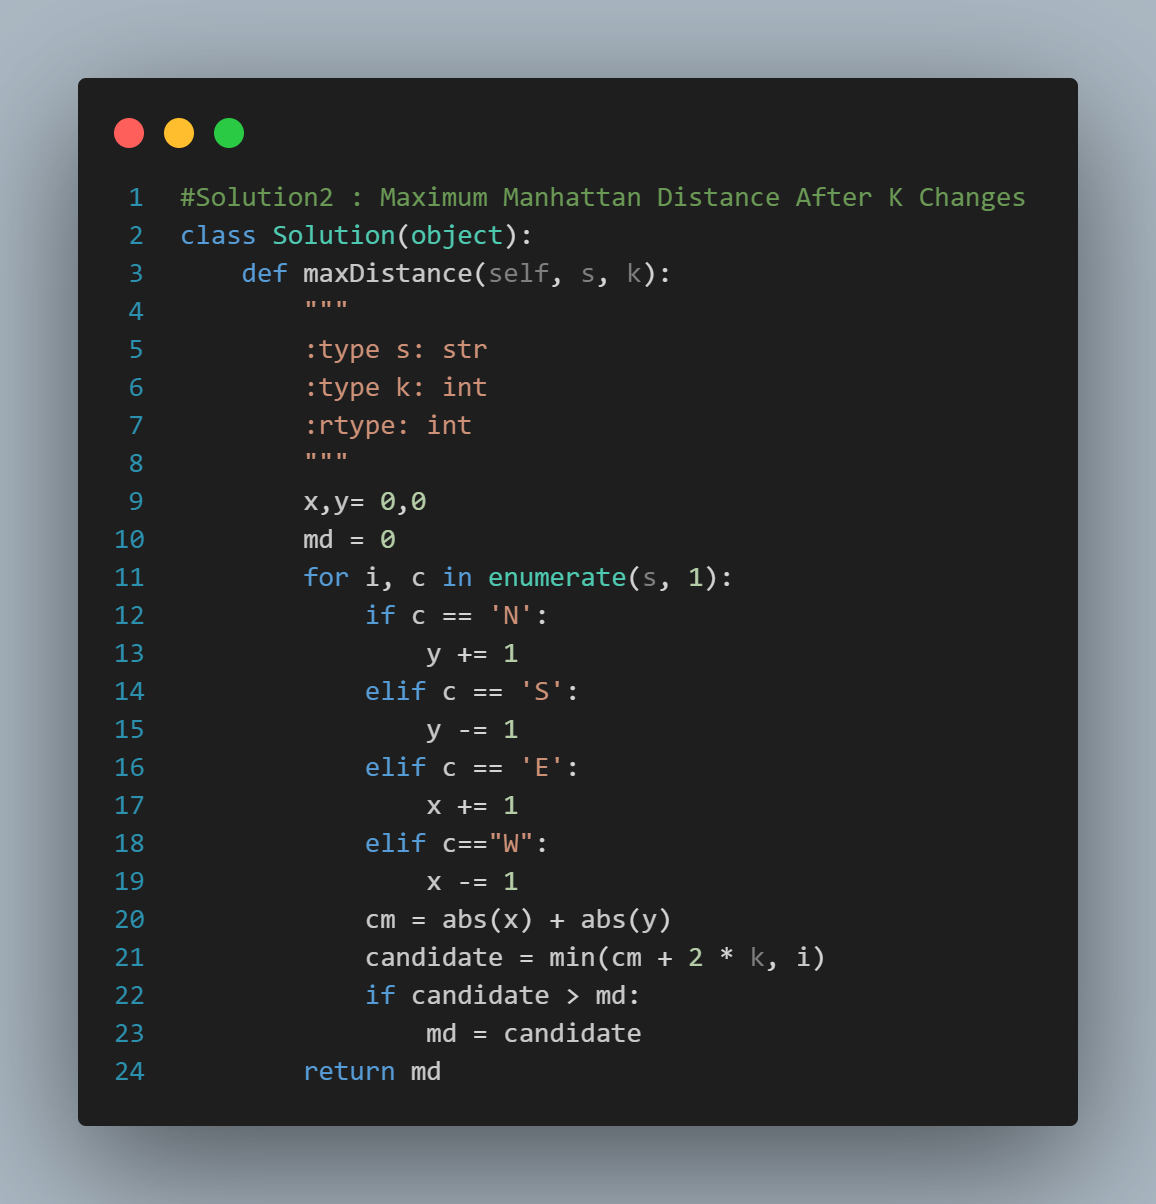 1 #Solution2 : Maximum Manhattan Distance After K Changes
2 class Solution(object):
3     def maxDistance(self, s, k):
4         """
5         :type s: str
6         :type k: int
7         :rtype: int
8         """
9         x,y= 0,0
10         md = 0
11         for i, c in enumerate(s, 1):
12             if c == 'N':
13                 y += 1
14             elif c == 'S':
15                 y -= 1
16             elif c == 'E':
17                 x += 1
18             elif c=="W":
19                 x -= 1
20             cm = abs(x) + abs(y)
21             candidate = min(cm + 2 * k, i)
22             if candidate > md:
23                 md = candidate
24         return md